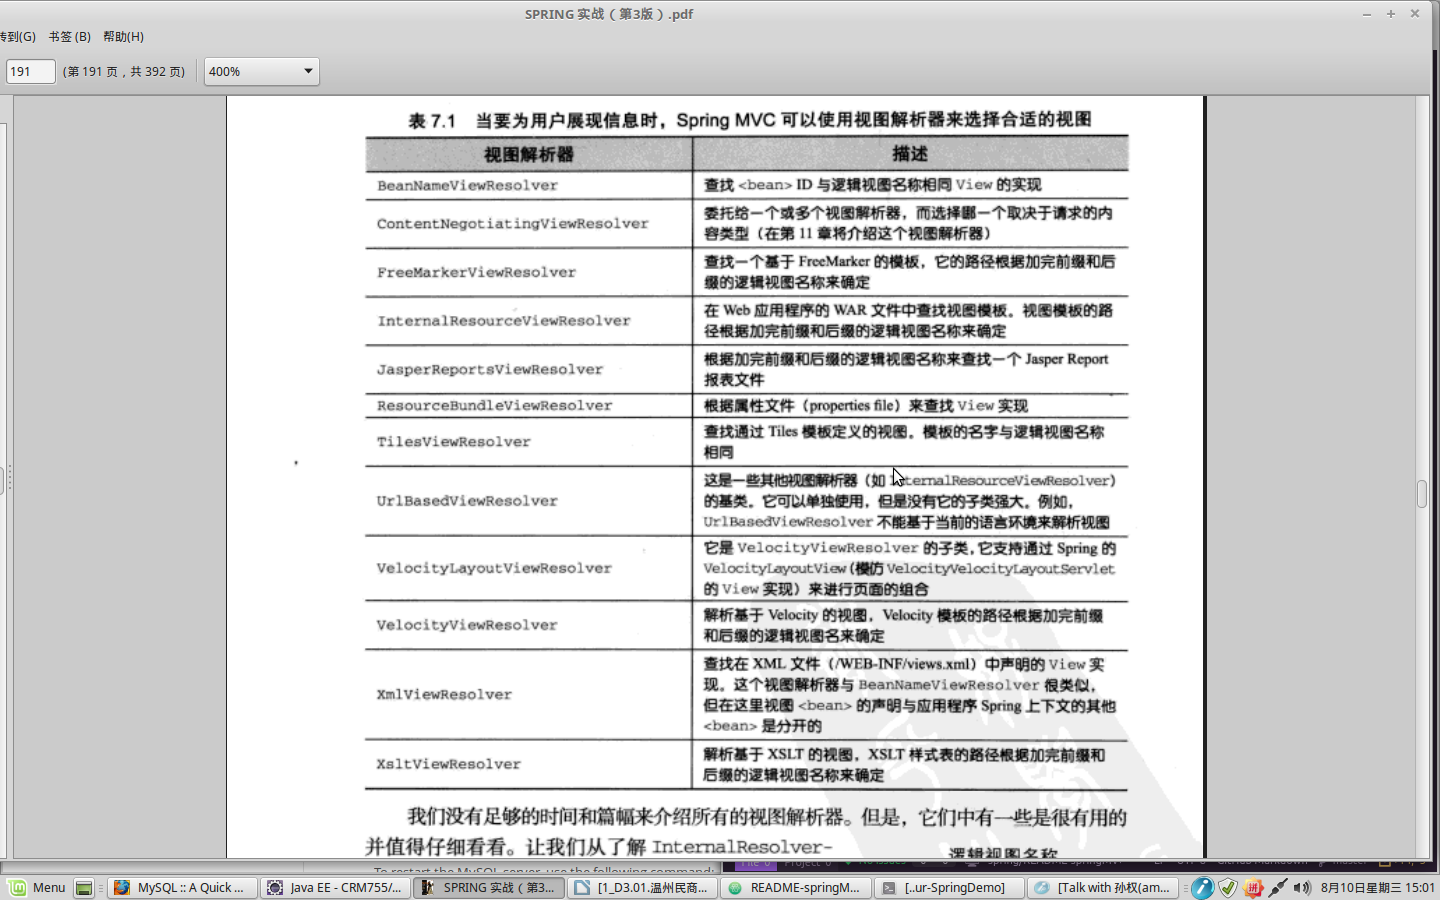 SPRING 实战（第3版）.pdf
转到(G) 书签 (B) 帮助(H)
191 (第 191 页，共 392 页) 400%
表 7.1 当要为用户展现信息时，Spring MVC 可以使用视图解析器来选择合适的视图
视图解析器 描述
BeanNameViewResolver 查找 <bean> ID 与逻辑视图名称相同 View 的实现
ContentNegotiatingViewResolver 委托给一个或多个视图解析器，而选择哪一个取决于请求的内
容类型（在第 11 章将介绍这个视图解析器）
FreeMarkerViewResolver 查找一个基于 FreeMarker 的模板，它的路径根据加完前缀和后
缀的逻辑视图名称来确定
InternalResourceViewResolver 在 Web 应用程序的 WAR 文件中查找视图模板。视图模板的路
径根据加完前缀和后缀的逻辑视图名称来确定
JasperReportsViewResolver 根据加完前缀和后缀的逻辑视图名称来查找一个 Jasper Report
报表文件
ResourceBundleViewResolver 根据属性文件（properties file）来查找 View 实现
TilesViewResolver 查找通过 Tiles 模板定义的视图。模板的名字与逻辑视图名称
相同
UrlBasedViewResolver 这是一些其他视图解析器（如 InternalResourceViewResolver）
的基类。它可以单独使用，但是没有它的子类强大。例如，
UrlBasedViewResolver 不能基于当前的语言环境来解析视图
VelocityLayoutViewResolver 它是 VelocityViewResolver 的子类，它支持通过 Spring 的
VelocityLayoutView（模仿 VelocityVelocityLayoutServlet
的 View 实现）来进行页面的组合
VelocityViewResolver 解析基于 Velocity 的视图，Velocity 模板的路径根据加完前缀
和后缀的逻辑视图名来确定
XmlViewResolver 查找在 XML 文件（/WEB-INF/views.xml）中声明的 View 实
现。这个视图解析器与 BeanNameViewResolver 很类似，
但在这里视图 <bean> 的声明与应用程序 Spring 上下文的其他
<bean> 是分开的
XsltViewResolver 解析基于 XSLT 的视图，XSLT 样式表的路径根据加完前缀和
后缀的逻辑视图名称来确定
我们没有足够的时间和篇幅来介绍所有的视图解析器。但是，它们中有一些是很有用的
并值得仔细看看。让我们从了解 InternalResolver-
逻辑视图名称
Menu MySQL :: A Quick ... Java EE - CRM755/... SPRING 实战（第3... [1_D3.01.温州民商... README-springM... [..ur-SpringDemo] [Talk with 孙权(am... 8月10日星期三 15:01